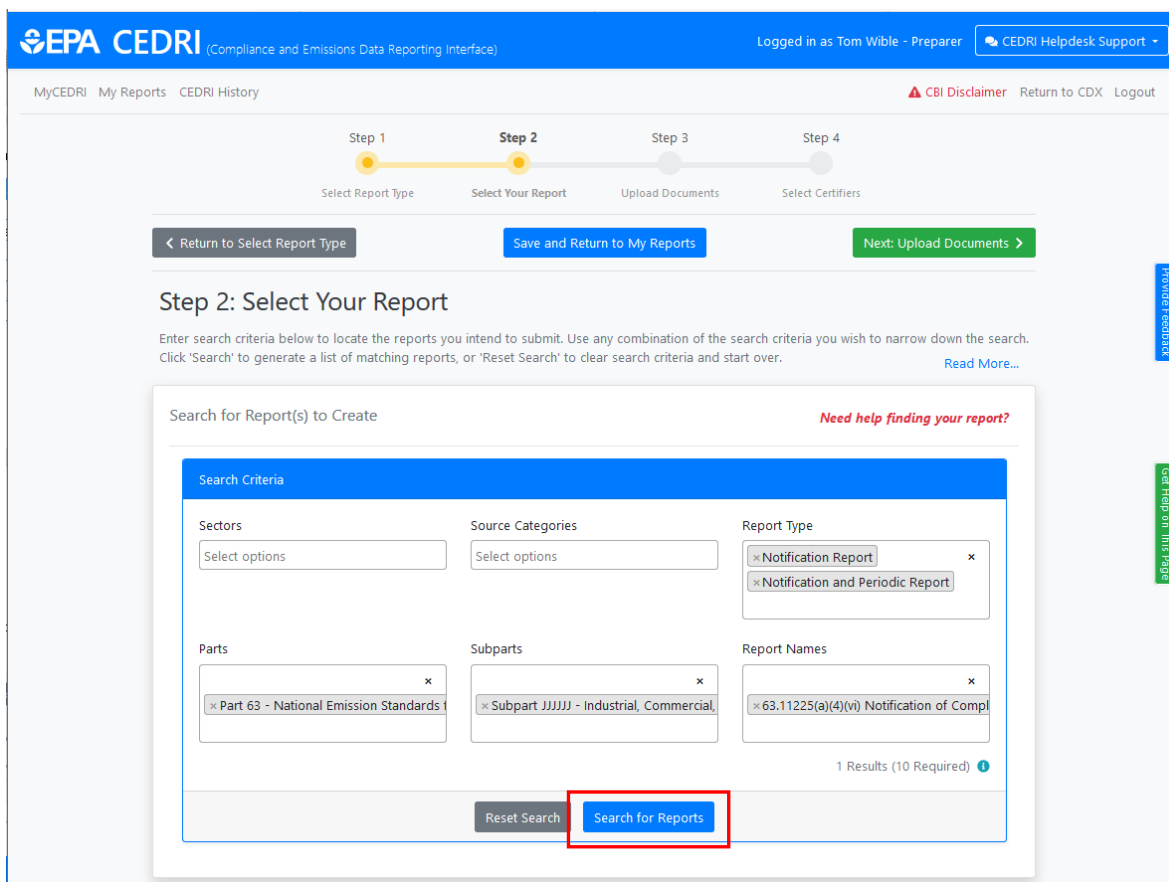 EPA CEDRI (Compliance and Emissions Data Reporting Interface)
Logged in as Tom Wible - Preparer
CEDRI Helpdesk Support
MyCEDRI My Reports CEDRI History
CBI Disclaimer Return to CDX Logout
Step 1 Step 2 Step 3 Step 4
Select Report Type Select Your Report Upload Documents Select Certifiers
Return to Select Report Type
Save and Return to My Reports
Next: Upload Documents
Provide Feedback
Step 2: Select Your Report
Enter search criteria below to locate the reports you intend to submit. Use any combination of the search criteria you wish to narrow down the search.
Click 'Search' to generate a list of matching reports, or 'Reset Search' to clear search criteria and start over.
Read More...
Search for Report(s) to Create
Need help finding your report?
Get Help on This Page
Search Criteria
Sectors Source Categories Report Type
Select options Select options ×Notification Report ×
×Notification and Periodic Report
Parts Subparts Report Names
× × ×
×Part 63 - National Emission Standards f ×Subpart JJJJJJ - Industrial, Commercial, ×63.11225(a)(4)(vi) Notification of Compl
1 Results (10 Required)
Reset Search Search for Reports